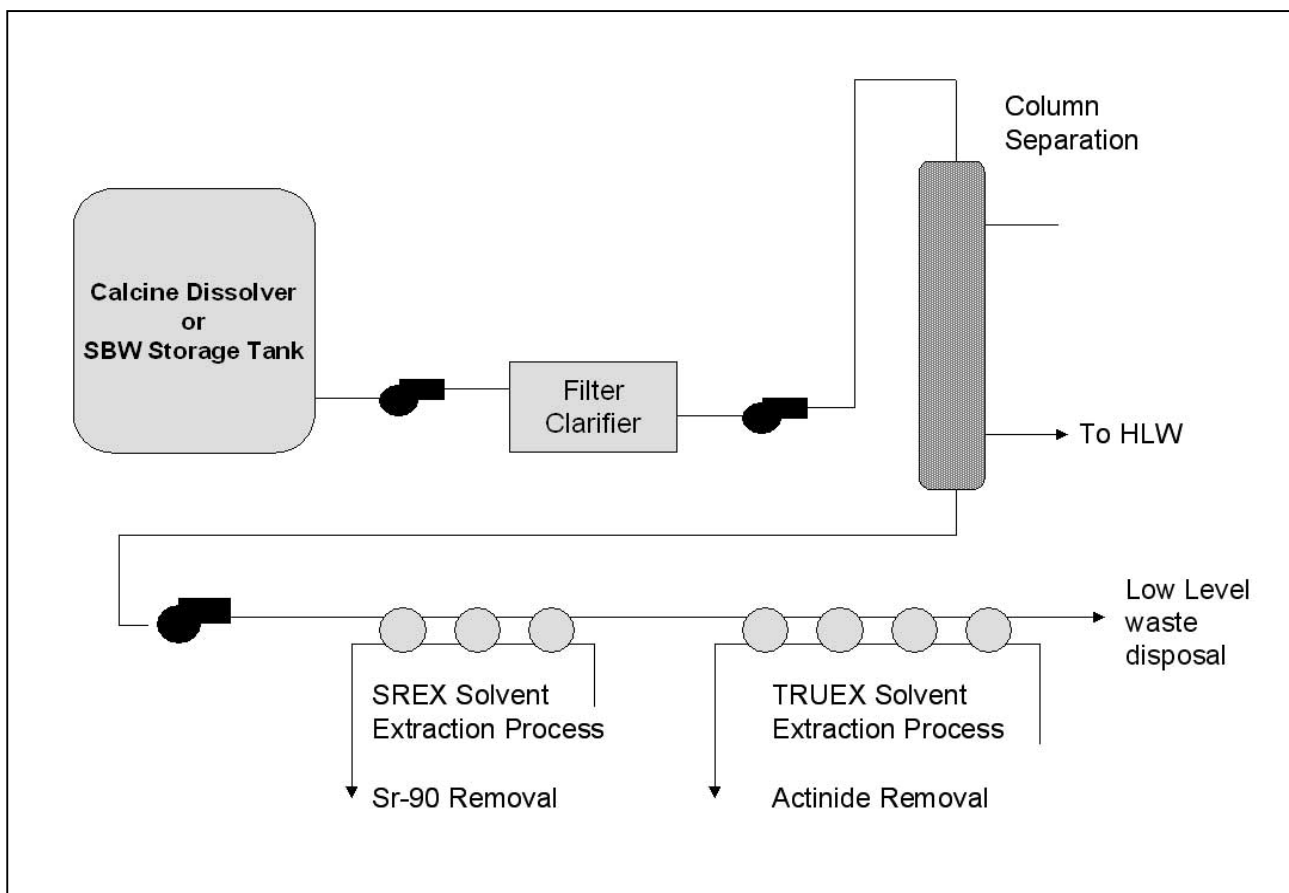 Column
Separation
Calcine Dissolver
or
SBW Storage Tank
Filter
Clarifier
To HLW
Low Level
waste
disposal
SREX Solvent
Extraction Process
TRUEX Solvent
Extraction Process
Sr-90 Removal
Actinide Removal